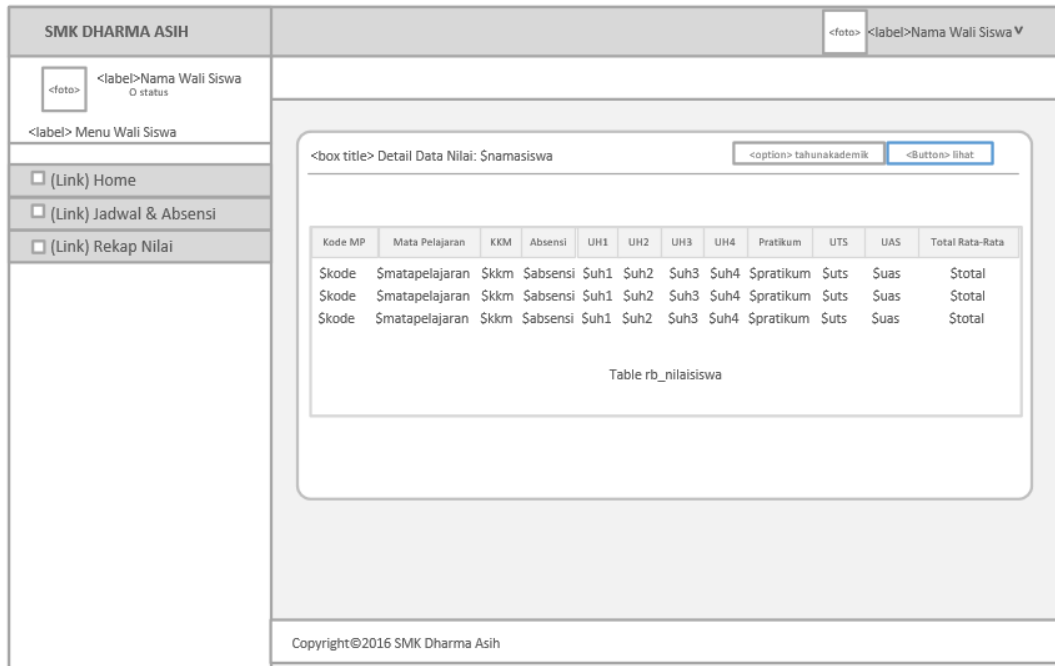 SMK DHARMA ASIH
<foto> <label>Nama Wali Siswa v
<foto> <label>Nama Wali Siswa
O status
<label> Menu Wali Siswa
(Link) Home
(Link) Jadwal & Absensi
(Link) Rekap Nilai
<box title> Detail Data Nilai: $namasiswa <option> tahunakademik <Button> lihat
Kode MP Mata Pelajaran KKM Absensi UH1 UH2 UH3 UH4 Pratikum UTS UAS Total Rata-Rata
$kode $matapelajaran $kkm $absensi $uh1 $uh2 $uh3 $uh4 $pratikum $uts $uas $total
$kode $matapelajaran $kkm $absensi $uh1 $uh2 $uh3 $uh4 $pratikum $uts $uas $total
$kode $matapelajaran $kkm $absensi $uh1 $uh2 $uh3 $uh4 $pratikum $uts $uas $total
Table rb_nilaisiswa
Copyright©2016 SMK Dharma Asih